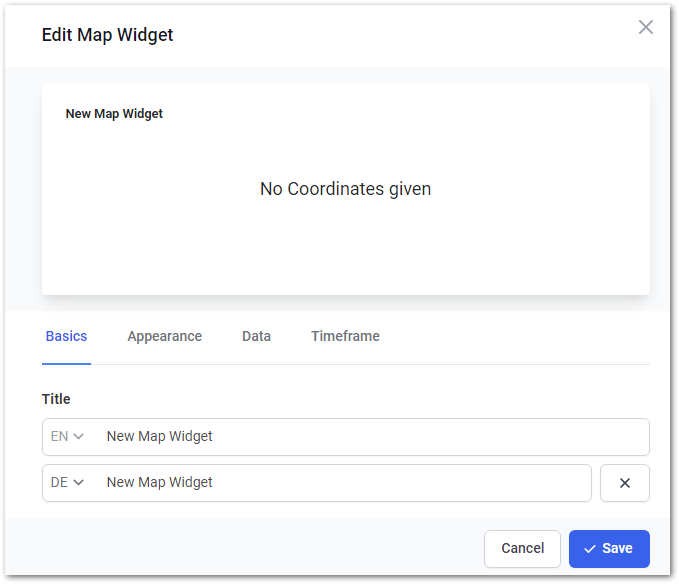 Edit Map Widget
New Map Widget
No Coordinates given
Basics Appearance Data Timeframe
Title
EN New Map Widget
DE New Map Widget
Cancel Save